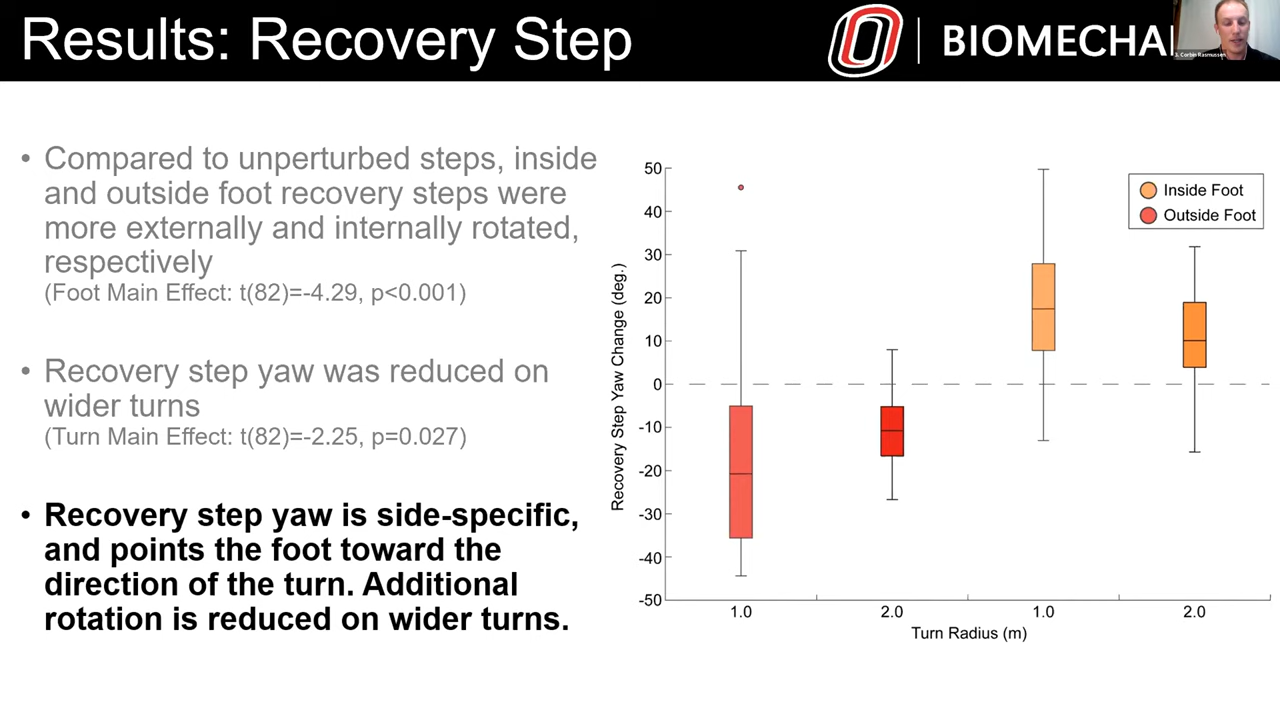 Results: Recovery Step
BIOMECHA
S. Corbin Rasmussen
• Compared to unperturbed steps, inside
and outside foot recovery steps were
more externally and internally rotated,
respectively
(Foot Main Effect: t(82)=-4.29, p<0.001)
• Recovery step yaw was reduced on
wider turns
(Turn Main Effect: t(82)=-2.25, p=0.027)
• Recovery step yaw is side-specific,
and points the foot toward the
direction of the turn. Additional
rotation is reduced on wider turns.
Recovery Step Yaw Change (deg.)
50
40
30
20
10
0
-10
-20
-30
-40
-50
Inside Foot
Outside Foot
1.0 2.0 1.0 2.0
Turn Radius (m)